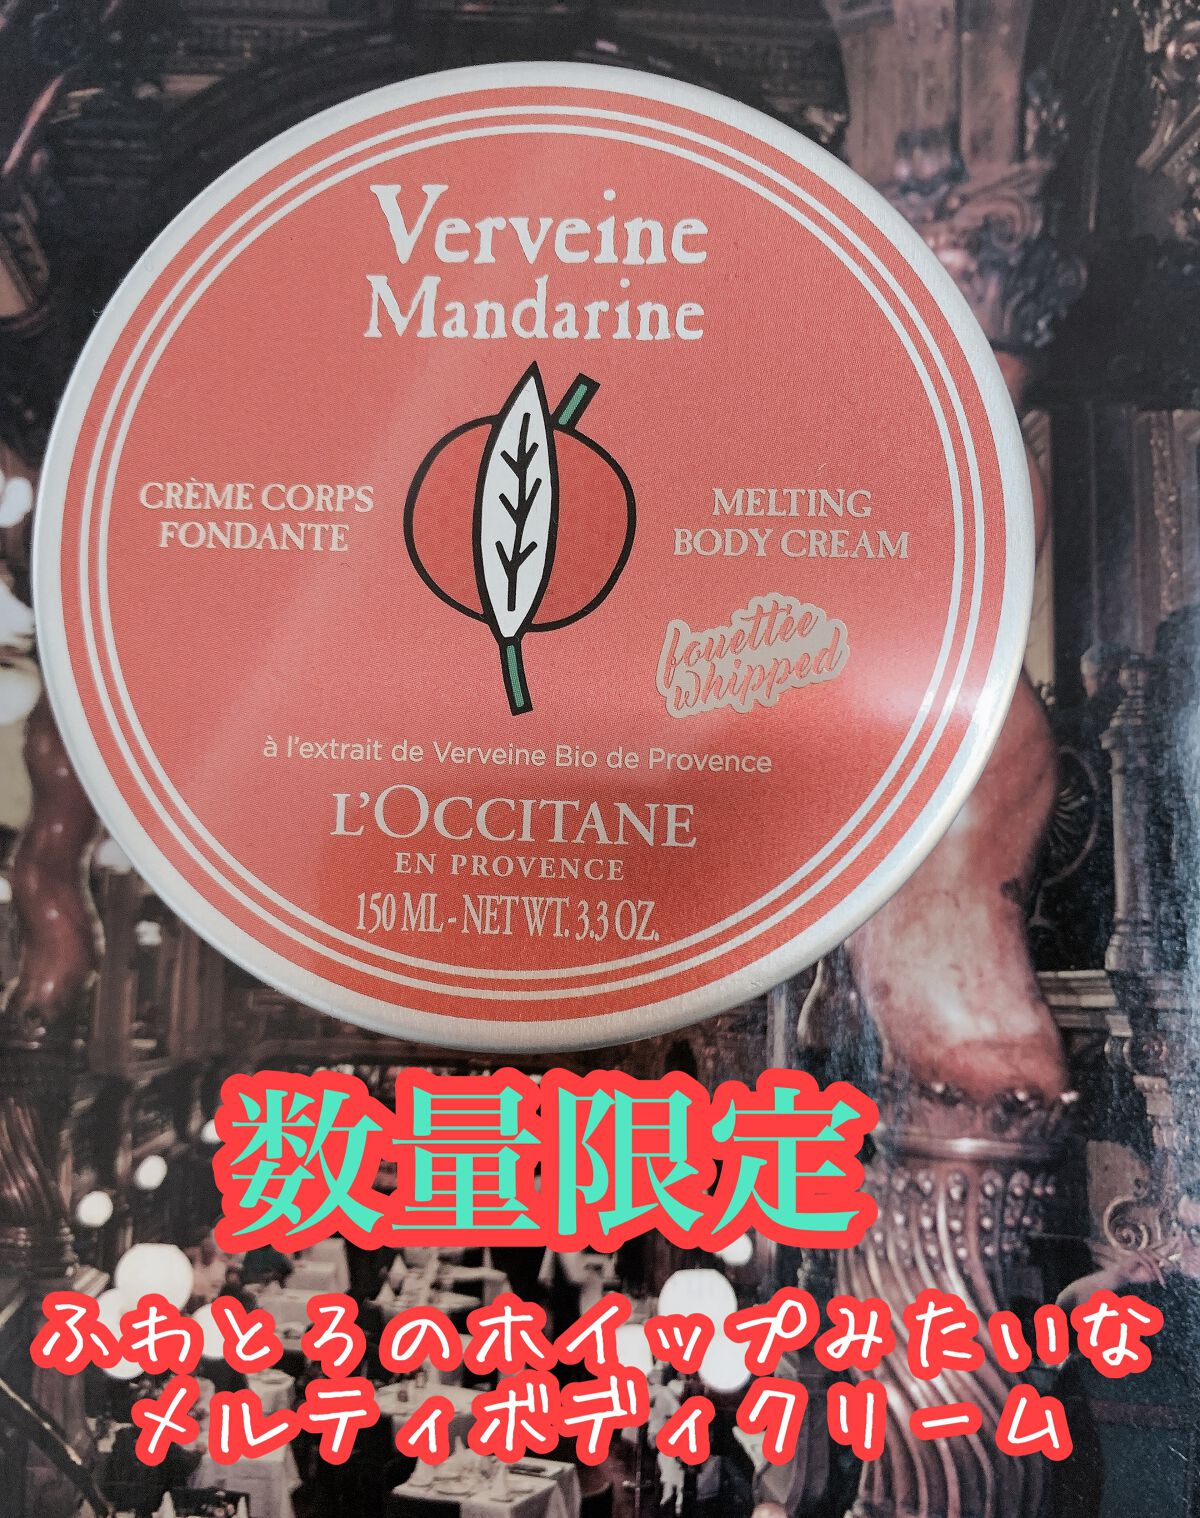 Verveine
Mandarine
CRÈME CORPS
FONDANTE
MELTING
BODY CREAM
fouettée
whipped
à l'extrait de Verveine Bio de Provence
L'OCCITANE
EN PROVENCE
150 ML - NET WT. 3.3 OZ.
数量限定
ふわとろのホイップみたいな
メルティボディクリーム